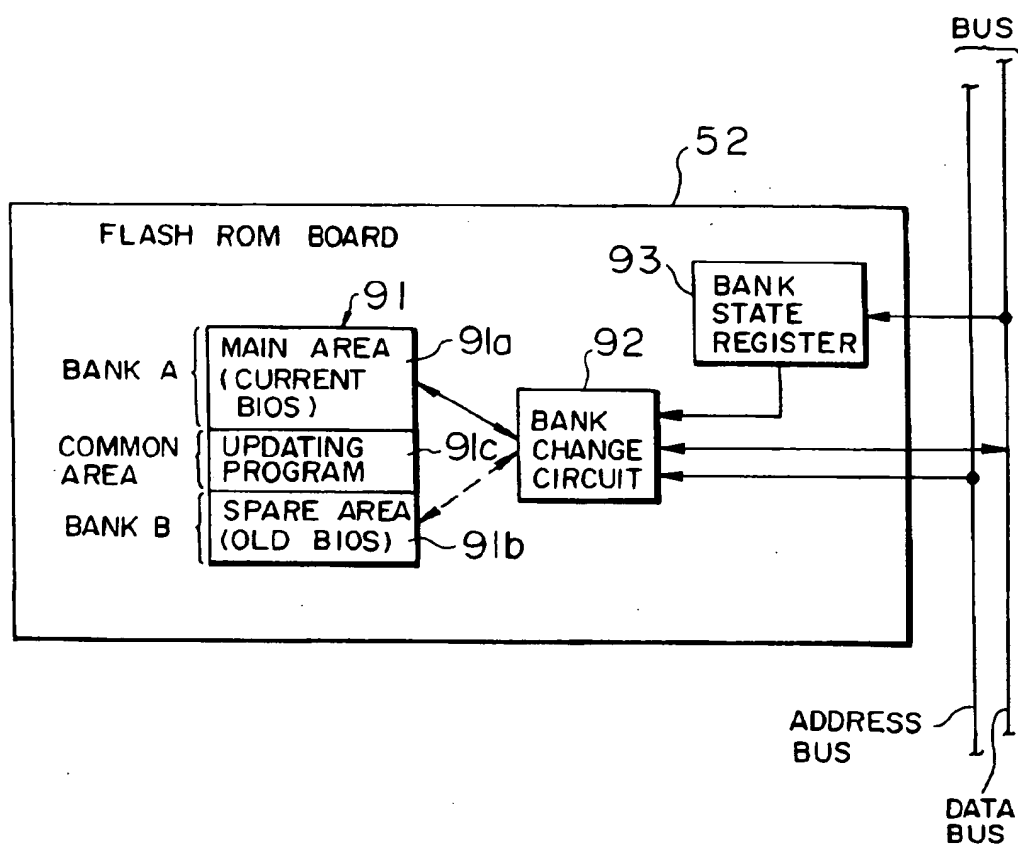 BUS
52
FLASH ROM BOARD
93
BANK
STATE
REGISTER
91
BANK A
MAIN AREA
(CURRENT
BIOS)
91a
92
BANK
CHANGE
CIRCUIT
COMMON
AREA
UPDATING
PROGRAM
91c
BANK B
SPARE AREA
(OLD BIOS)
91b
ADDRESS
BUS
DATA
BUS